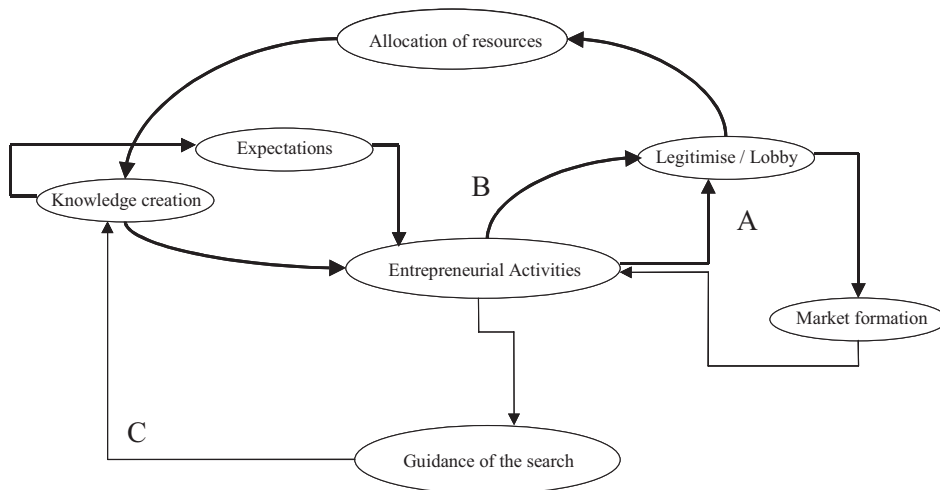 Allocation of resources
Expectations
Legitimise / Lobby
Knowledge creation
B
A
Entrepreneurial Activities
Market formation
C
Guidance of the search